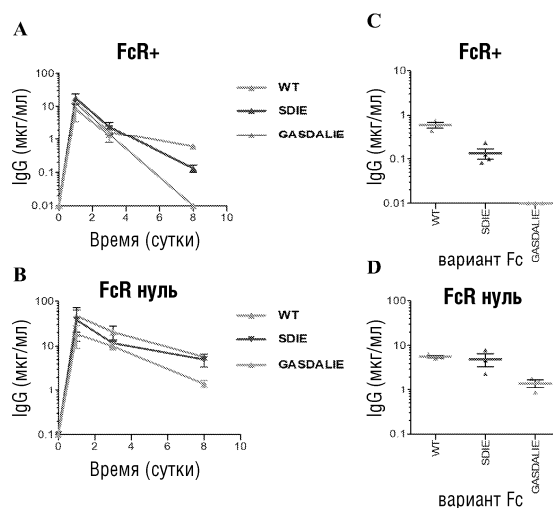 A
FcR+
IgG (мкг/мл)
100
10
1
0.1
0.01
0 2 4 6 8 10
Время (сутки)
WT
SDIE
GASDALIE
C
FcR+
IgG (мкг/мл)
10
1
0.1
0.01
WT
SDIE
GASDALIE
вариант Fc
B
FcR нуль
IgG (мкг/мл)
100
10
1
0.1
0 2 4 6 8 10
Время (сутки)
WT
SDIE
GASDALIE
D
FcR нуль
IgG (мкг/мл)
100
10
1
0.1
WT
SDIE
GASDALIE
вариант Fc